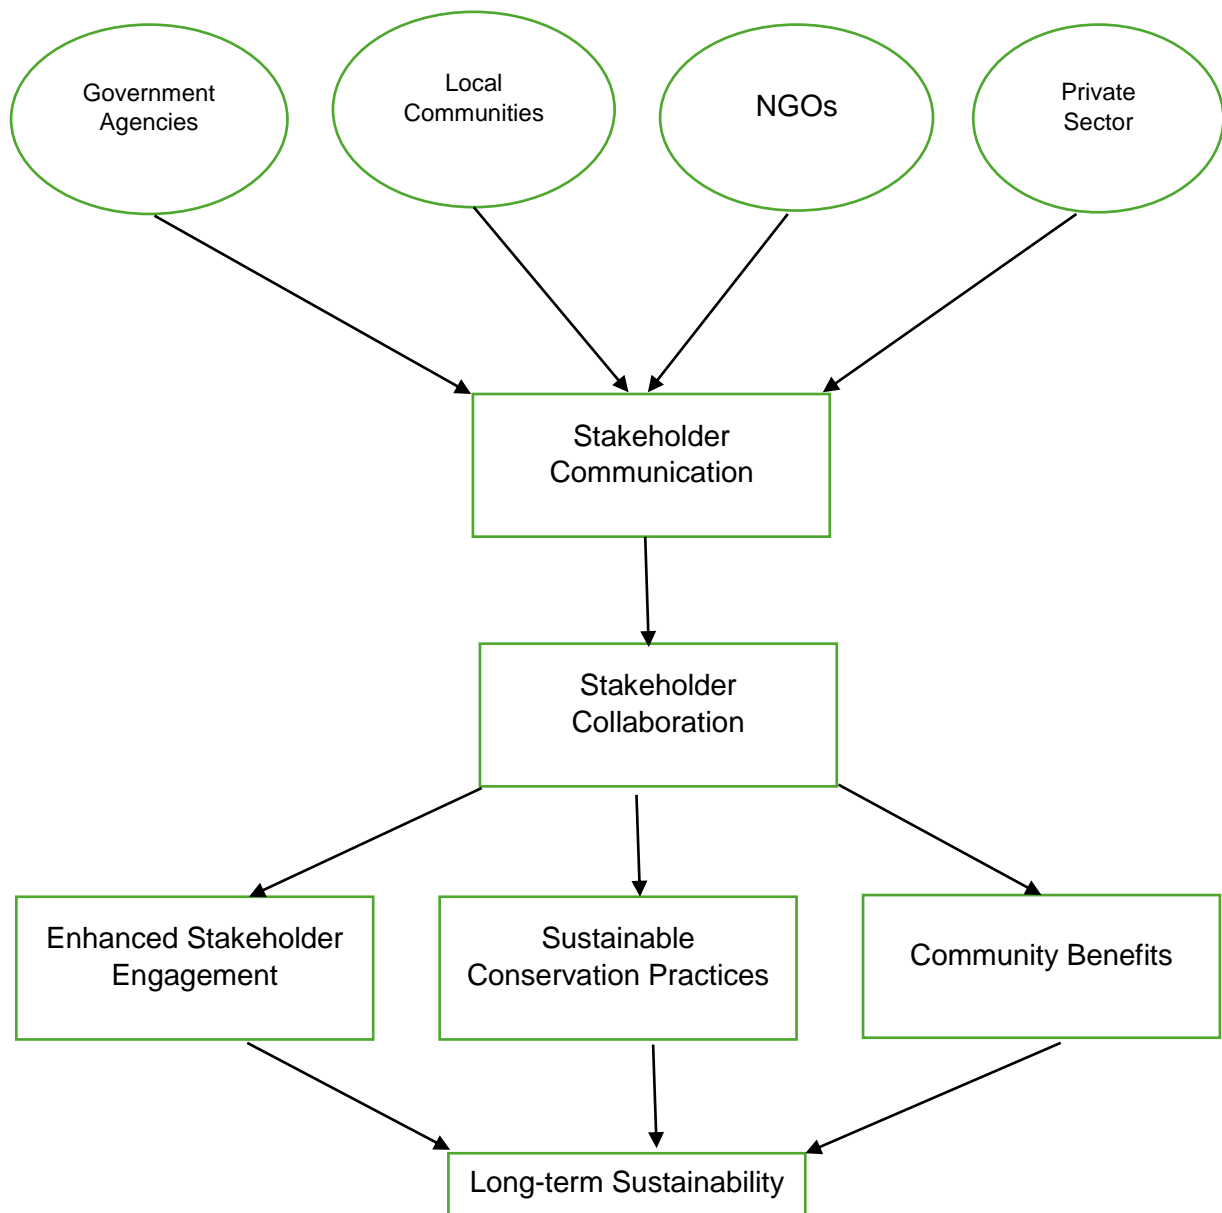 Government
Agencies
Local
Communities
NGOs
Private
Sector
Stakeholder
Communication
Stakeholder
Collaboration
Enhanced Stakeholder
Engagement
Sustainable
Conservation Practices
Community Benefits
Long-term Sustainability